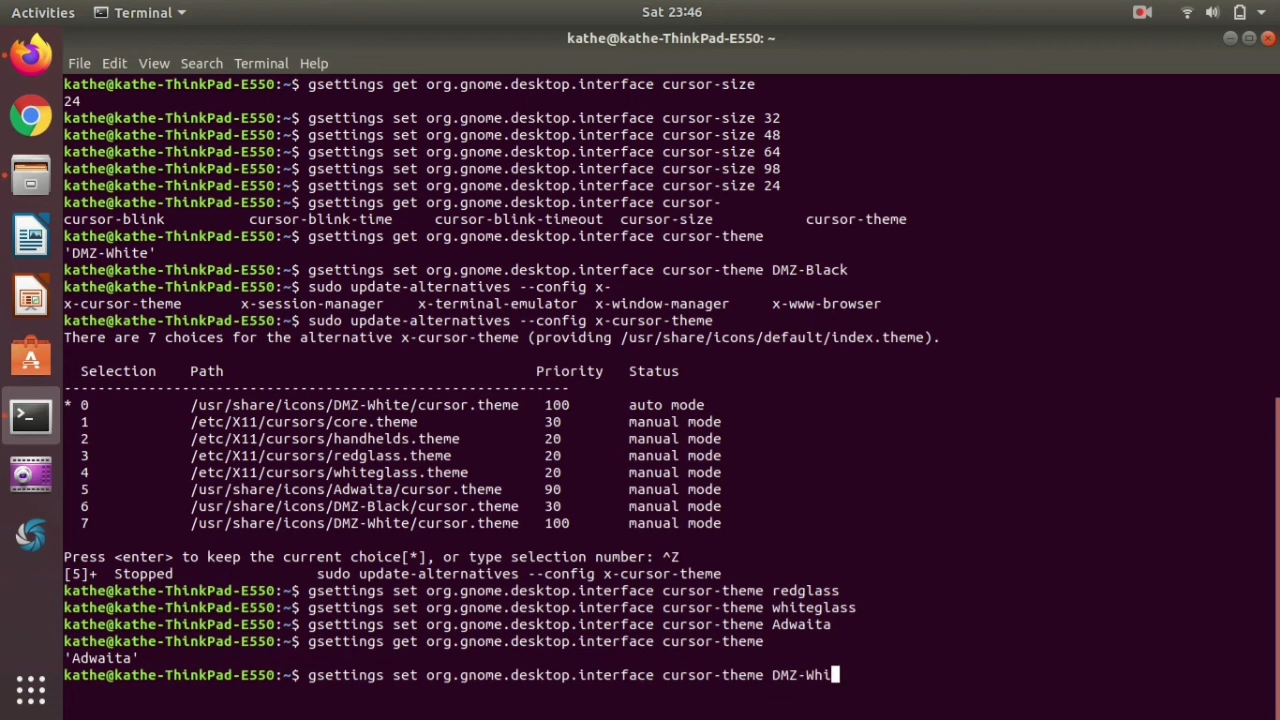 Activities Terminal Sat 23:46
kathe@kathe-ThinkPad-E550: ~
File Edit View Search Terminal Help
kathe@kathe-ThinkPad-E550:~$ gsettings get org.gnome.desktop.interface cursor-size
24
kathe@kathe-ThinkPad-E550:~$ gsettings set org.gnome.desktop.interface cursor-size 32
kathe@kathe-ThinkPad-E550:~$ gsettings set org.gnome.desktop.interface cursor-size 48
kathe@kathe-ThinkPad-E550:~$ gsettings set org.gnome.desktop.interface cursor-size 64
kathe@kathe-ThinkPad-E550:~$ gsettings set org.gnome.desktop.interface cursor-size 98
kathe@kathe-ThinkPad-E550:~$ gsettings set org.gnome.desktop.interface cursor-size 24
kathe@kathe-ThinkPad-E550:~$ gsettings get org.gnome.desktop.interface cursor-
cursor-blink cursor-blink-time cursor-blink-timeout cursor-size cursor-theme
kathe@kathe-ThinkPad-E550:~$ gsettings get org.gnome.desktop.interface cursor-theme
'DMZ-White'
kathe@kathe-ThinkPad-E550:~$ gsettings set org.gnome.desktop.interface cursor-theme DMZ-Black
kathe@kathe-ThinkPad-E550:~$ sudo update-alternatives --config x-
x-cursor-theme x-session-manager x-terminal-emulator x-window-manager x-www-browser
kathe@kathe-ThinkPad-E550:~$ sudo update-alternatives --config x-cursor-theme
There are 7 choices for the alternative x-cursor-theme (providing /usr/share/icons/default/index.theme).
Selection Path Priority Status
------------------------------------------------------------
* 0 /usr/share/icons/DMZ-White/cursor.theme 100 auto mode
1 /etc/X11/cursors/core.theme 30 manual mode
2 /etc/X11/cursors/handhelds.theme 20 manual mode
3 /etc/X11/cursors/redglass.theme 20 manual mode
4 /etc/X11/cursors/whiteglass.theme 20 manual mode
5 /usr/share/icons/Adwaita/cursor.theme 90 manual mode
6 /usr/share/icons/DMZ-Black/cursor.theme 30 manual mode
7 /usr/share/icons/DMZ-White/cursor.theme 100 manual mode
Press <enter> to keep the current choice[*], or type selection number: ^Z
[5]+ Stopped sudo update-alternatives --config x-cursor-theme
kathe@kathe-ThinkPad-E550:~$ gsettings set org.gnome.desktop.interface cursor-theme redglass
kathe@kathe-ThinkPad-E550:~$ gsettings set org.gnome.desktop.interface cursor-theme whiteglass
kathe@kathe-ThinkPad-E550:~$ gsettings set org.gnome.desktop.interface cursor-theme Adwaita
kathe@kathe-ThinkPad-E550:~$ gsettings get org.gnome.desktop.interface cursor-theme
'Adwaita'
kathe@kathe-ThinkPad-E550:~$ gsettings set org.gnome.desktop.interface cursor-theme DMZ-Whi